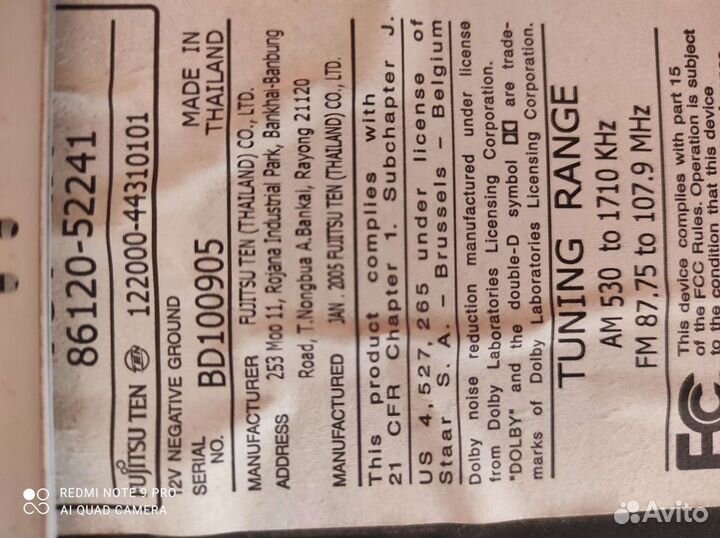 86120-52241
FUJITSU TEN TEN 122000-44310101
2V NEGATIVE GROUND
MADE IN
THAILAND
SERIAL
NO. BD100905
MANUFACTURER FUJITSU TEN (THAILAND) CO., LTD.
ADDRESS 253 Moo 11, Rojana Industrial Park, Bankhai-Banbung
Road, T.Nongbua A.Bankai, Rayong 21120
MANUFACTURED JAN . 2005 FUJITSU TEN (THAILAND) CO., LTD.
This product complies with
21 CFR Chapter 1. Subchapter J.
US 4,527,265 under license of
Staar S. A. – Brussels – Belgium
Dolby noise reduction manufactured under license
from Dolby Laboratories Licensing Corporation.
"DOLBY" and the double-D symbol are trade-
marks of Dolby Laboratories Licensing Corporation.
TUNING RANGE
AM 530 to 1710 KHz
FM 87.75 to 107.9 MHz
FC This device complies with part 15
of the FCC Rules. Operation is subject
to the condition that this device
REDMI NOTE 9 PRO
AI QUAD CAMERA
Avito